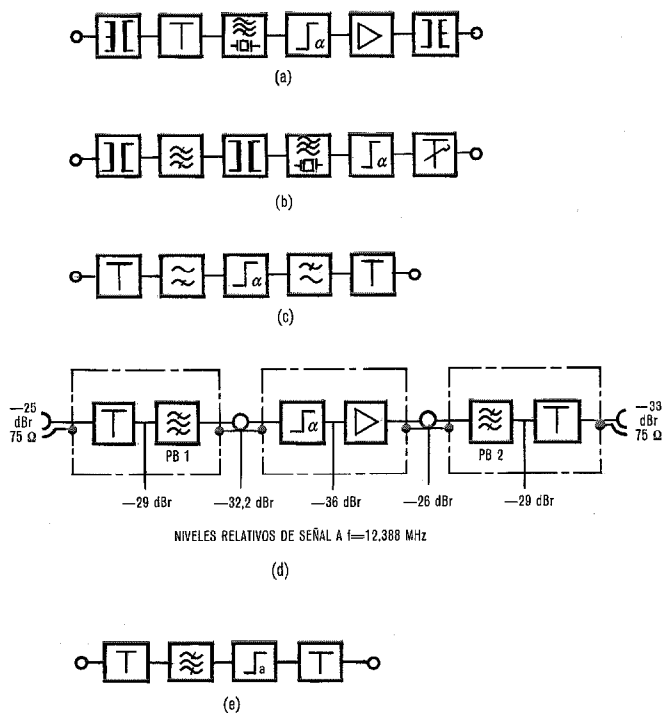 α
(a)
α
(b)
α
(c)
—25
dBr
75 Ω
PB 1
α
PB 2
—33
dBr
75 Ω
—29 dBr
—32,2 dBr
—36 dBr
—26 dBr
—29 dBr
NIVELES RELATIVOS DE SEÑAL A f=12,388 MHz
(d)
a
(e)